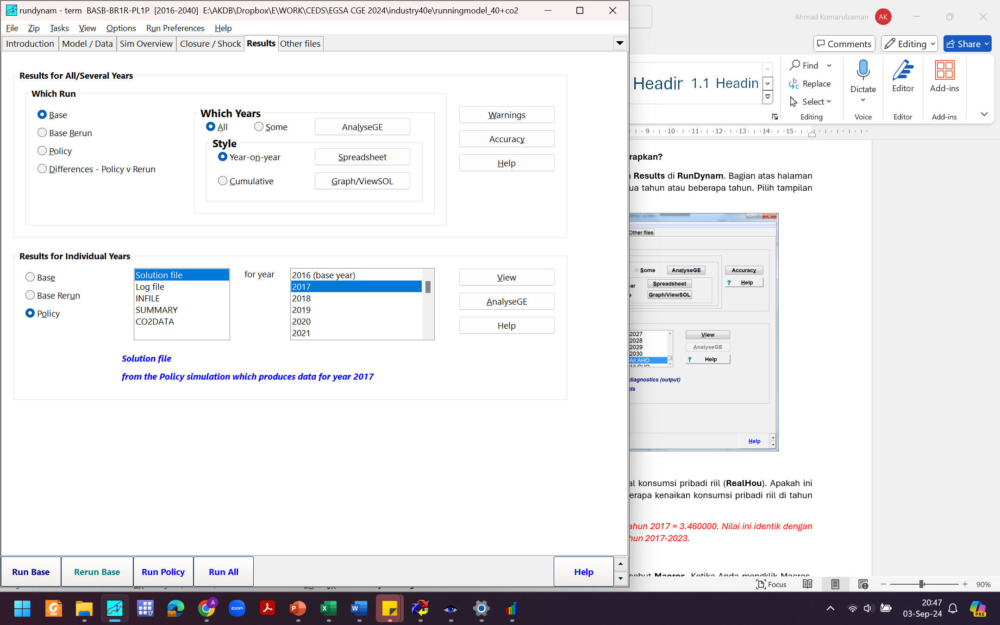 rundynam - term BASB-BR1R-PL1P [2016-2040] E:\AKDB\Dropbox\E\WORK\CEDS\EGSA CGE 2024\industry40e\runningmodel_40+co2
File Zip Tasks View Options Run Preferences Help
Introduction Model / Data Sim Overview Closure / Shock Results Other files
Results for All/Several Years
Which Run
Base
Base Rerun
Policy
Differences - Policy v Rerun
Which Years
All Some AnalyseGE
Style
Year-on-year Spreadsheet
Cumulative Graph/ViewSOL
Warnings
Accuracy
Help
Results for Individual Years
Base
Base Rerun
Policy
Solution file
Log file
INFILE
SUMMARY
CO2DATA
for year
2016 (base year)
2017
2018
2019
2020
2021
View
AnalyseGE
Help
Solution file
from the Policy simulation which produces data for year 2017
Run Base Rerun Base Run Policy Run All Help
Ahmad Komarulzaman AK
Comments Editing Share
Headir 1.1 Headin
Find
Replace
Select
Editing
Dictate
Voice
Editor
Editor
Add-ins
Add-ins
9 10 11 12 13 14 15
rapkan?
Results di RunDynam. Bagian atas halaman
ua tahun atau beberapa tahun. Pilih tampilan
Other files
Some AnalyseGE Accuracy
ar Spreadsheet ? Help
e Graph/ViewSOL
2027
2028
2029
2030
All AHO
View
AnalyseGE
? Help
diagnostics (output)
ds
Help
al konsumsi pribadi riil (RealHou). Apakah ini
erapa kenaikan konsumsi pribadi riil di tahun
ahun 2017 = 3.460000. Nilai ini identik dengan
hun 2017-2023.
sebut Macros. Ketika Anda mengklik Macros,
Focus 90%
PDF 17 A zoom P X W
20:47
03-Sep-24
PRE